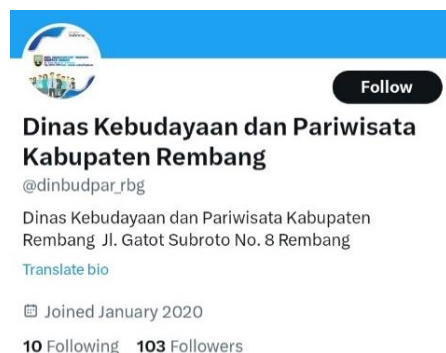 Follow
Dinas Kebudayaan dan Pariwisata
Kabupaten Rembang
@dinbudpar_rbg
Dinas Kebudayaan dan Pariwisata Kabupaten
Rembang Jl. Gatot Subroto No. 8 Rembang
Translate bio
Joined January 2020
10 Following 103 Followers